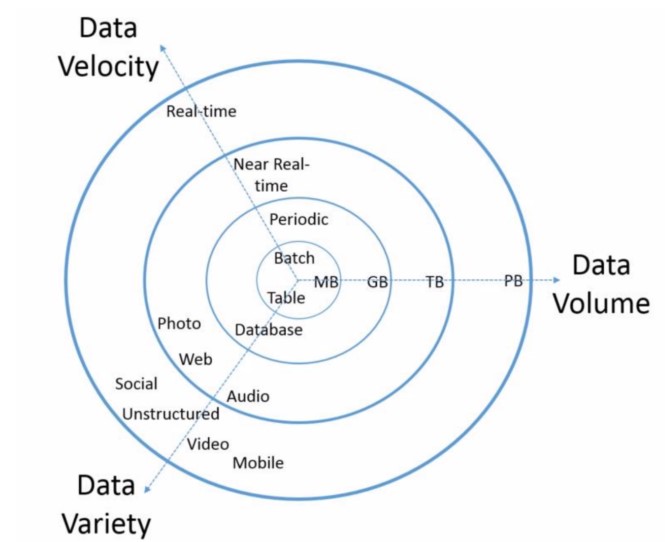 Data
Velocity
Real-time
Near Real-
time
Periodic
Batch
MB
GB
TB
PB
Data
Volume
Table
Database
Photo
Web
Audio
Social
Unstructured
Video
Mobile
Data
Variety